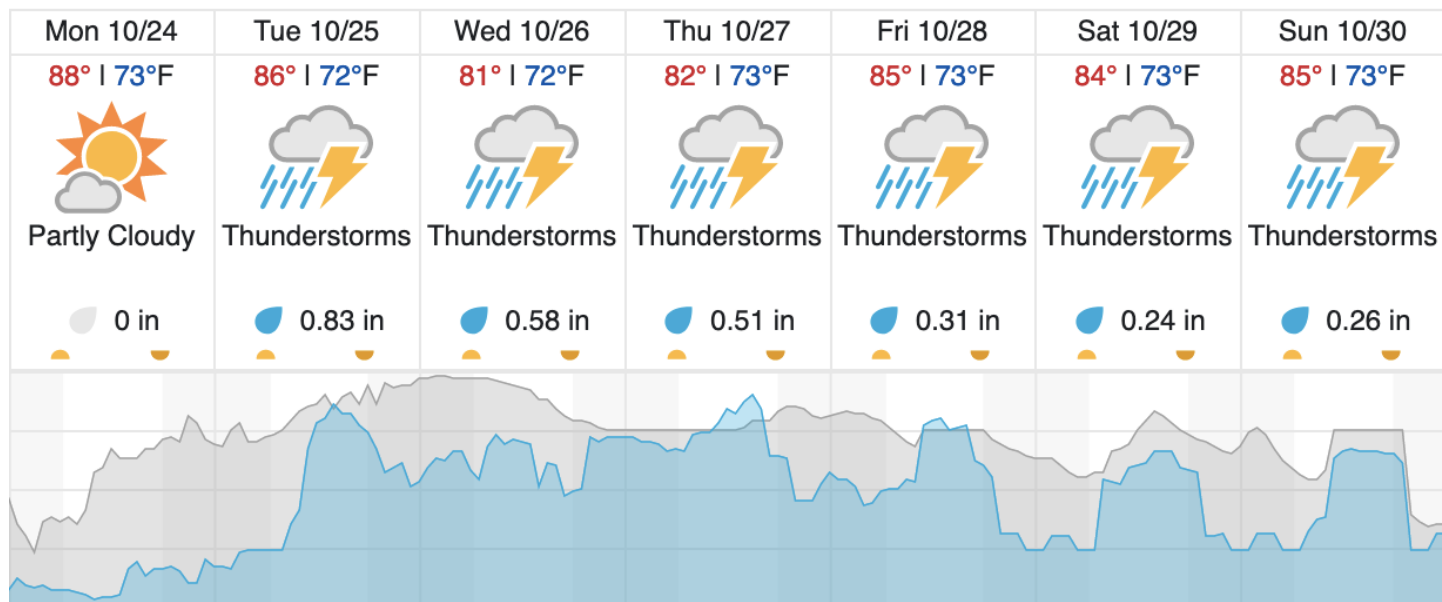 Mon 10/24 Tue 10/25 Wed 10/26 Thu 10/27 Fri 10/28 Sat 10/29 Sun 10/30
88° | 73°F 86° | 72°F 81° | 72°F 82° | 73°F 85° | 73°F 84° | 73°F 85° | 73°F
Partly Cloudy Thunderstorms Thunderstorms Thunderstorms Thunderstorms Thunderstorms Thunderstorms
0 in 0.83 in 0.58 in 0.51 in 0.31 in 0.24 in 0.26 in